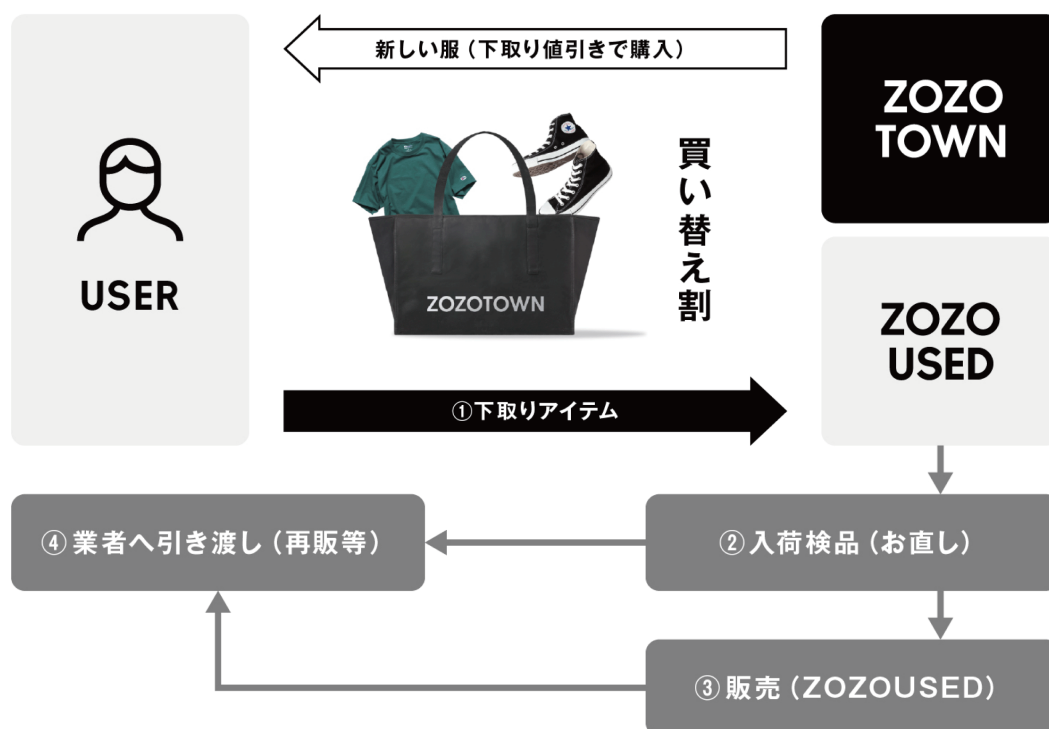 新しい服（下取り値引きで購入）
ZOZO
TOWN
買い替え割
USER
ZOZOTOWN
ZOZO
USED
①下取りアイテム
④業者へ引き渡し（再販等）
②入荷検品（お直し）
③販売（ZOZOUSED）